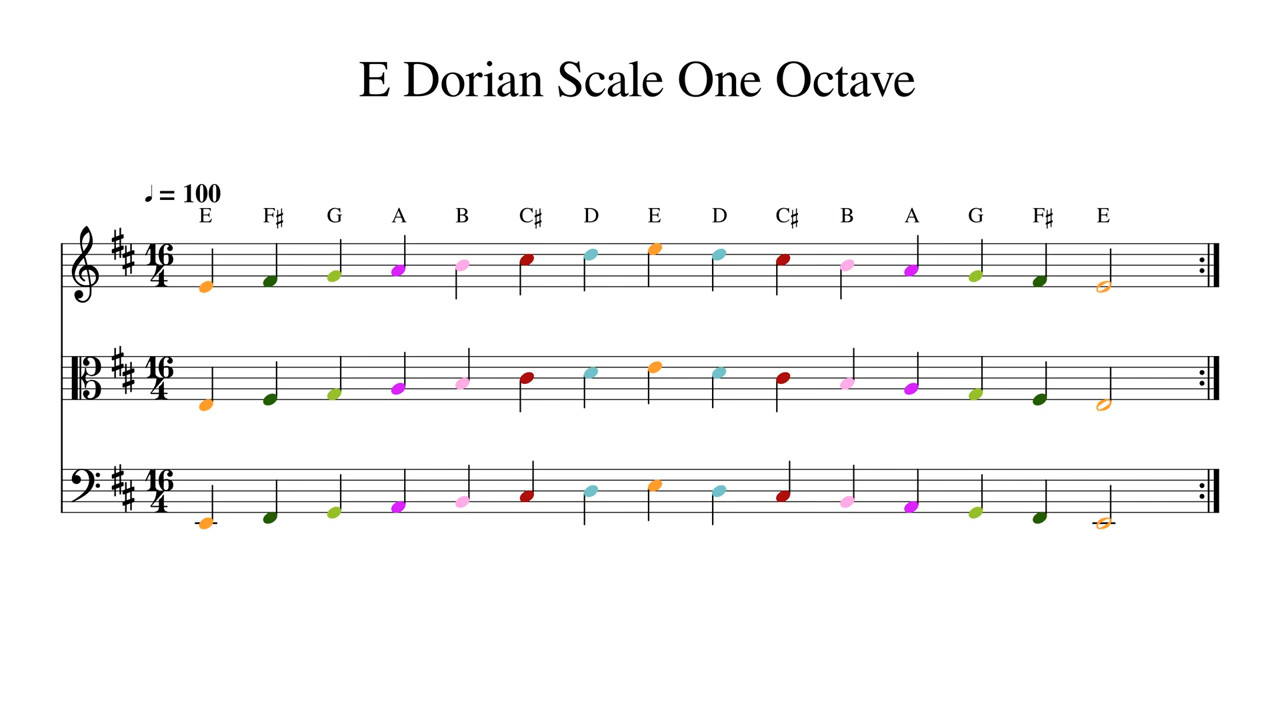 E Dorian Scale One Octave
♩ = 100
E F♯ G A B C♯ D E D C♯ B A G F♯ E
16
4
16
4
16
4